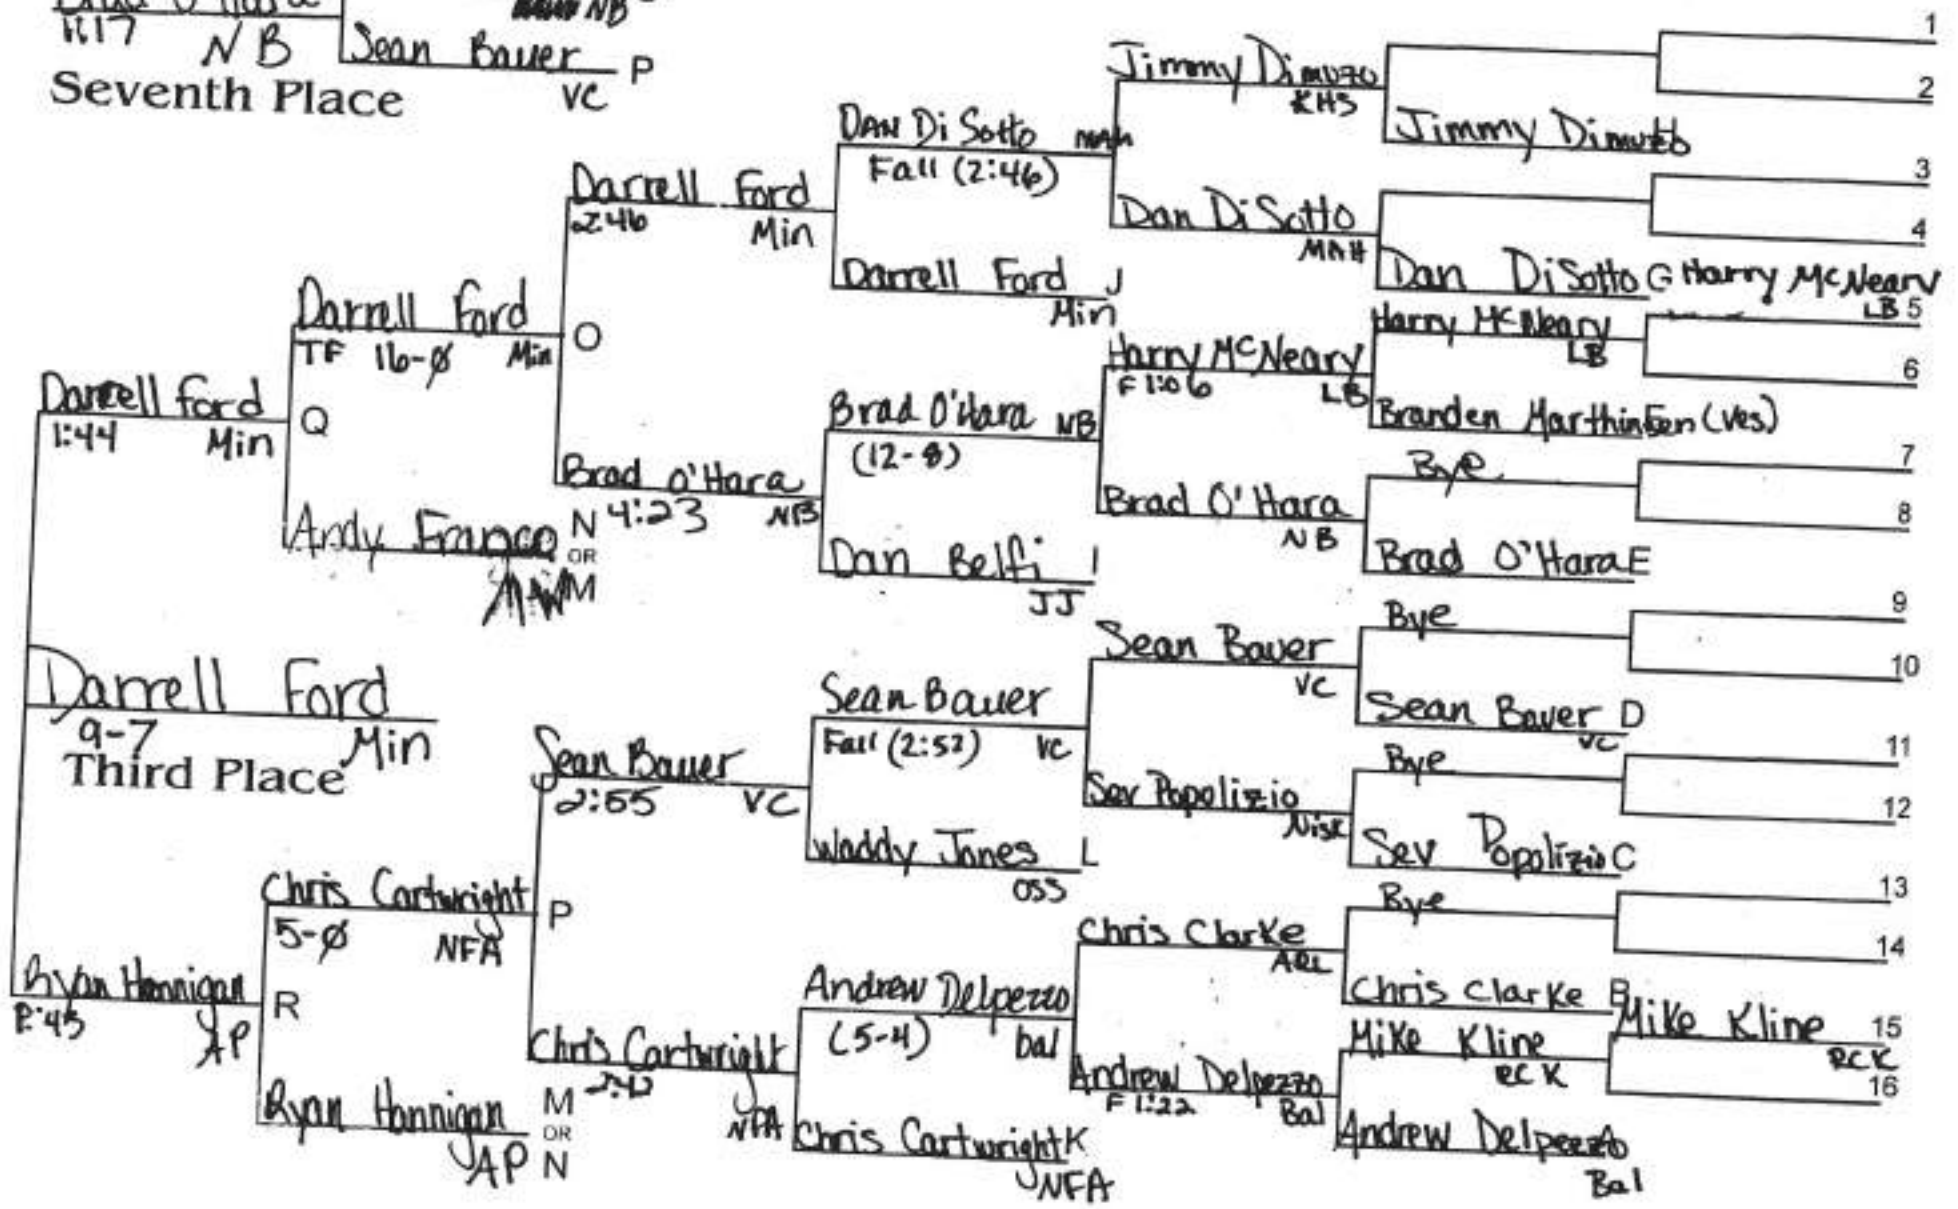 NB
1:17
NB
Sean Bauer
P
VC
Seventh Place
1
2
Jimmy Dimuzo
KHS
Jimmy Dimuzzo
3
4
Dan DiSotto MAH
Fall (2:46)
Dan DiSotto
MAH
Dan DiSotto G
Harry McNeary
LB 5
Darrell Ford
2:46
Min
Darrell Ford J
Min
Harry McNeary
LB
6
Harry McNeary
F 1:06
LB
Branden Marthinsen (Ves)
Darrell Ford
TF 16-0 Min
O
Brad O'Hara NB
(12-8)
Bye
7
8
Brad O'Hara
NB
Brad O'Hara E
Darrell Ford
1:44
Min
Q
Brad O'Hara
4:23 NB
Dan Belfi I
JJ
Andy Franco
N
OR
M
Bye
9
10
Sean Bauer
VC
Sean Bauer D
VC
Darrell Ford
9-7
Min
Third Place
Sean Bauer
Fall (2:52) VC
Bye
11
12
Sev Popolizio
Nisk
Sev Popolizio C
Sean Bauer
2:55
VC
Waddy Jones L
OSS
Bye
13
14
Chris Clarke
Chris Clarke B
Chris Cartwright
5-0
NFA
P
Andrew Delpezzo
(5-4)
bal
Mike Kline
15
RCK
Mike Kline
RCK
16
Andrew Delpezzo
F 1:22
Bal
Andrew Delpezzo
Bal
Ryan Hannigan
AP
R
Chris Cartwright
NFA
Chris Cartwright K
NFA
Ryan Hannigan
AP
M
OR
N